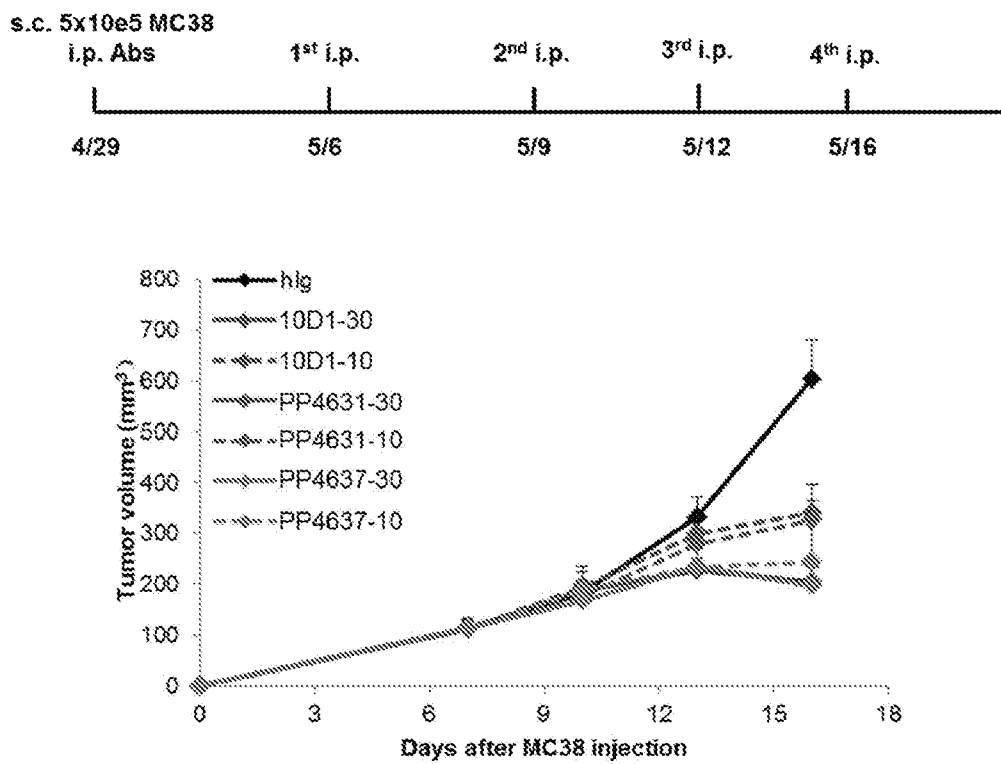 s.c. 5x10e5 MC38
i.p. Abs 1st i.p. 2nd i.p. 3rd i.p. 4th i.p.
4/29 5/6 5/9 5/12 5/16
Tumor volume (mm3)
800
700
600
500
400
300
200
100
0
hIg
10D1-30
10D1-10
PP4631-30
PP4631-10
PP4637-30
PP4637-10
0 3 6 9 12 15 18
Days after MC38 injection